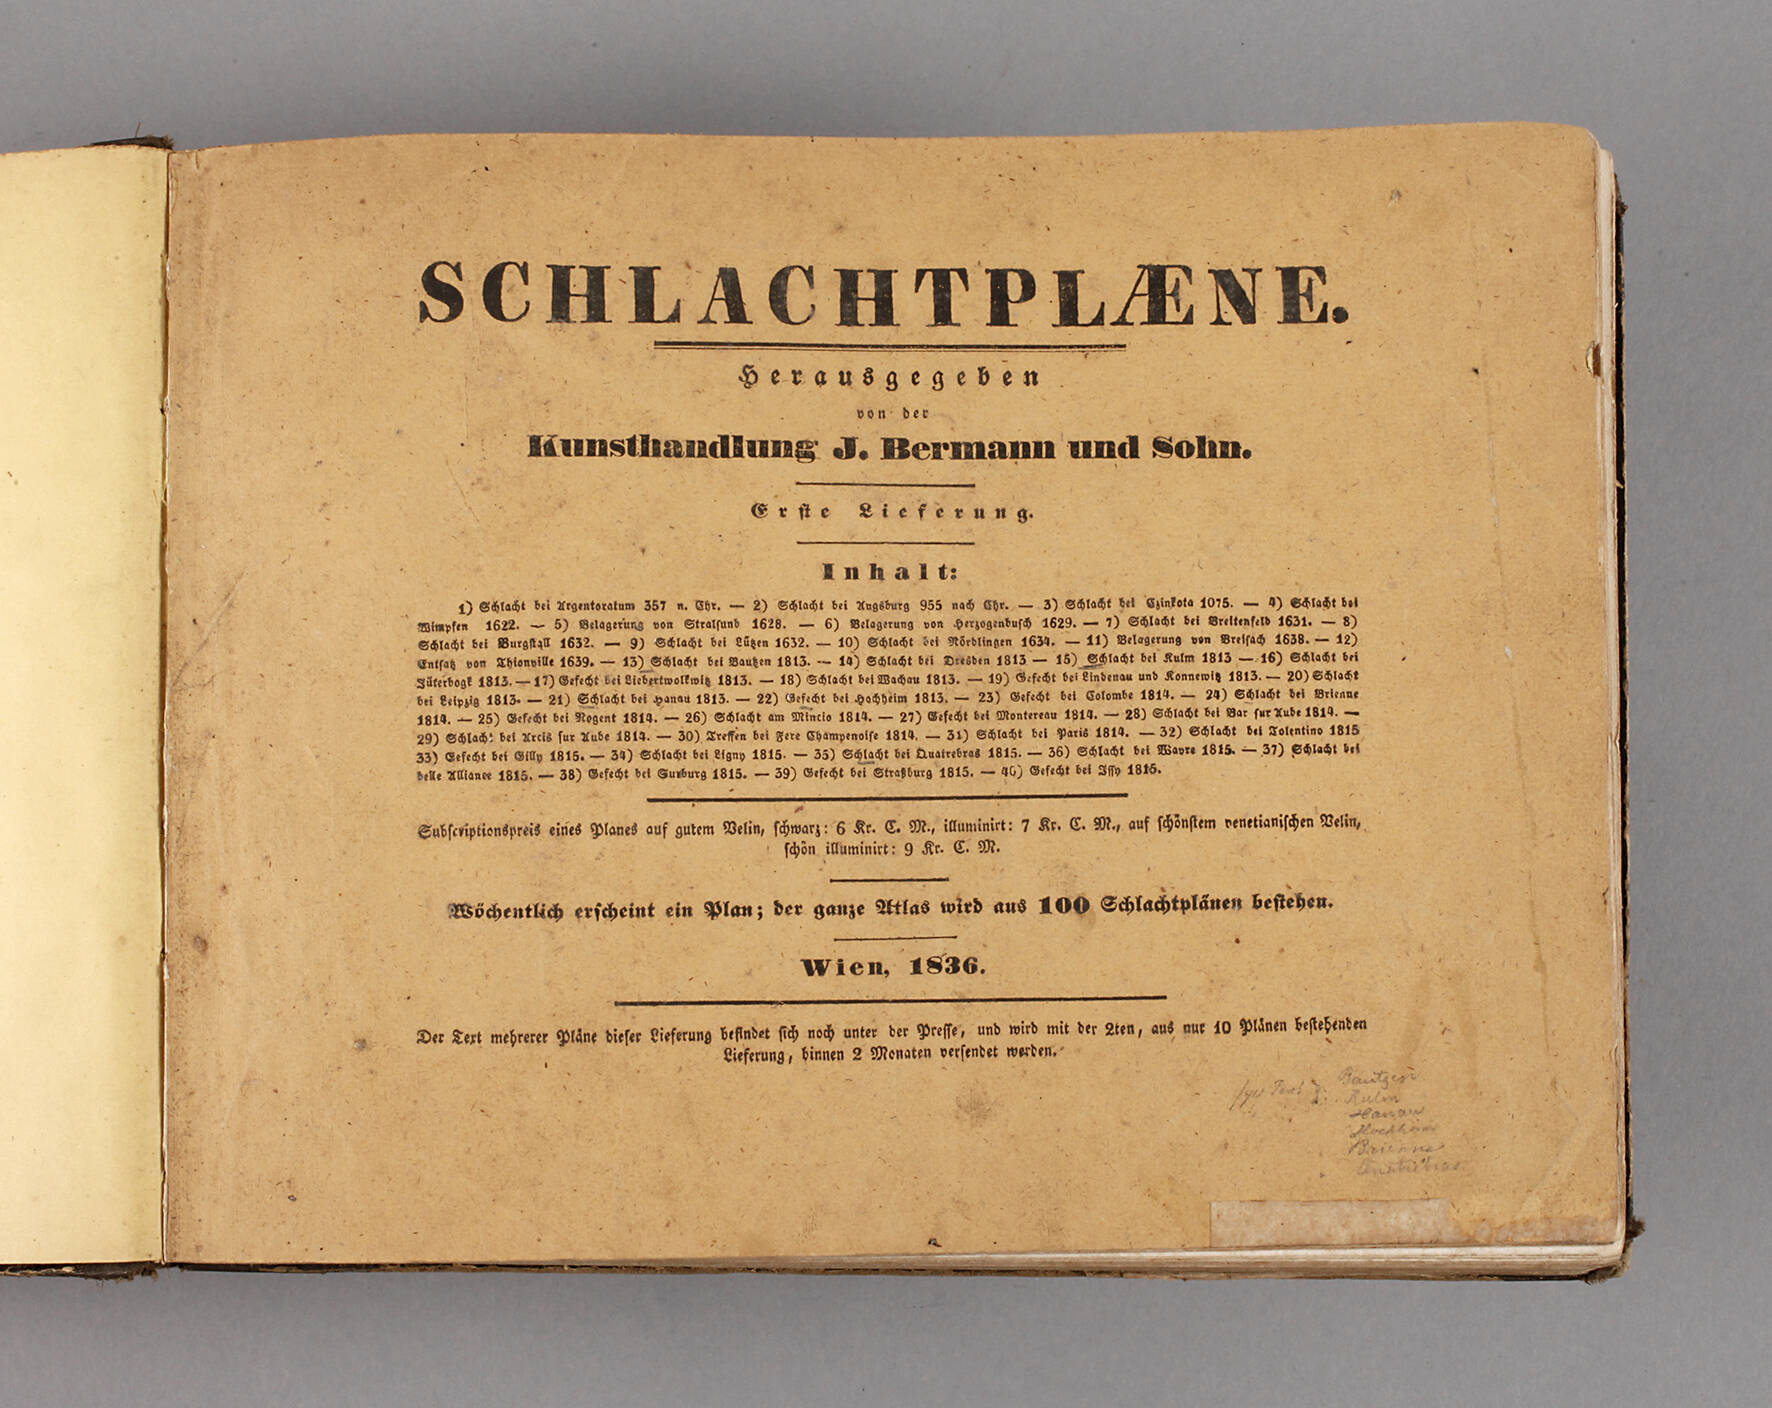 SCHLACHTPLÆNE.
Herausgegeben
von der
Kunsthandlung J. Bermann und Sohn.
Erste Lieferung.
Inhalt:
1) Schlacht bei Argentoratum 357 n. Chr. — 2) Schlacht bei Augsburg 955 nach Chr. — 3) Schlacht bei Czinkota 1075. — 4) Schlacht bei
Wimpfen 1622. — 5) Belagerung von Stralsund 1628. — 6) Belagerung von Herzogenbusch 1629. — 7) Schlacht bei Breitenfeld 1631. — 8)
Schlacht bei Burgstall 1632. — 9) Schlacht bei Lützen 1632. — 10) Schlacht bei Nördlingen 1634. — 11) Belagerung von Breisach 1638. — 12)
Entsatz von Thionville 1639. — 13) Schlacht bei Bautzen 1813. — 14) Schlacht bei Dresden 1813 — 15) Schlacht bei Kulm 1813 — 16) Schlacht bei
Jüterbogk 1813. — 17) Gefecht bei Liebertwolkwitz 1813. — 18) Schlacht bei Wachau 1813. — 19) Gefecht bei Lindenau und Konnewitz 1813. — 20) Schlacht
bei Leipzig 1813. — 21) Schlacht bei Hanau 1813. — 22) Gefecht bei Hochheim 1813. — 23) Gefecht bei Colombe 1814. — 24) Schlacht bei Brienne
1814. — 25) Gefecht bei Nogent 1814. — 26) Schlacht am Mincio 1814. — 27) Gefecht bei Montereau 1814. — 28) Schlacht bei Bar sur Aube 1814. —
29) Schlacht bei Arcis sur Aube 1814. — 30) Treffen bei Fere Champenoise 1814. — 31) Schlacht bei Paris 1814. — 32) Schlacht bei Tolentino 1815
33) Gefecht bei Gilly 1815. — 34) Schlacht bei Ligny 1815. — 35) Schlacht bei Quatrebras 1815. — 36) Schlacht bei Wavre 1815. — 37) Schlacht bei
belle Alliance 1815. — 38) Gefecht bei Surburg 1815. — 39) Gefecht bei Straßburg 1815. — 40) Gefecht bei Issy 1815.
Subscriptionspreis eines Planes auf gutem Velin, schwarz: 6 Kr. C. M., illuminirt: 7 Kr. C. M., auf schönstem venetianischen Velin,
schön illuminirt: 9 Kr. C. M.
Wöchentlich erscheint ein Plan; der ganze Atlas wird aus 100 Schlachtplänen bestehen.
Wien, 1836.
Der Text mehrerer Pläne dieser Lieferung befindet sich noch unter der Presse, und wird mit der 2ten, aus nur 10 Plänen bestehenden
Lieferung, binnen 2 Monaten versendet werden.
Bautzen
Kulm
Hanau
Hochheim
Brienne